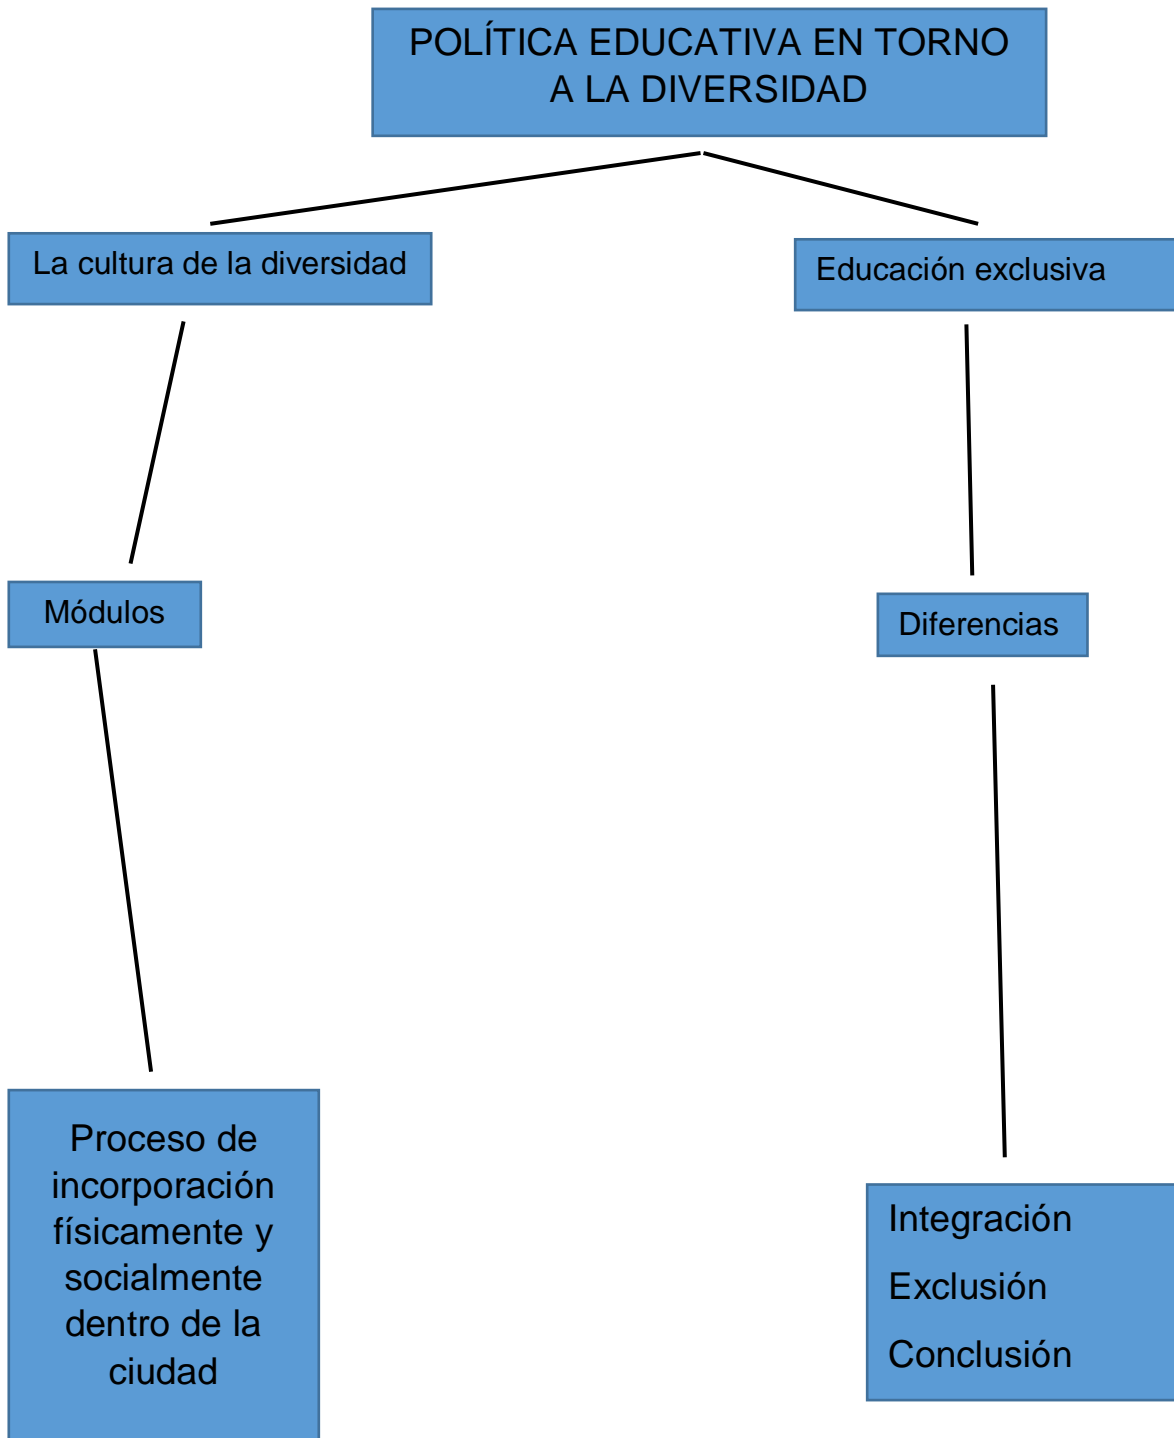 POLÍTICA EDUCATIVA EN TORNO
A LA DIVERSIDAD
La cultura de la diversidad
Educación exclusiva
Módulos
Diferencias
Proceso de
incorporación
físicamente y
socialmente
dentro de la
ciudad
Integración
Exclusión
Conclusión